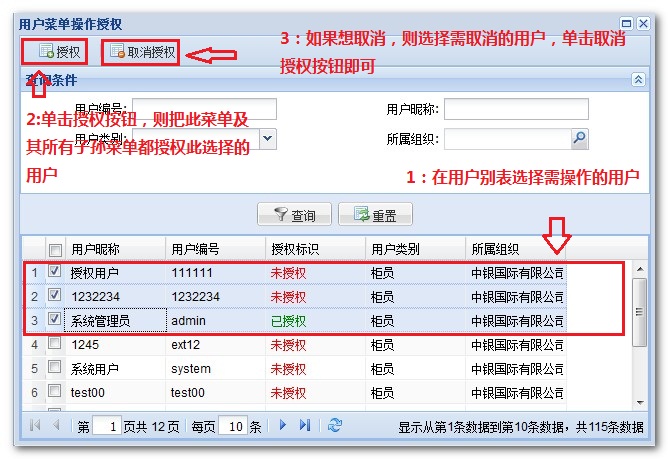 用户菜单操作授权
授权 取消授权
3：如果想取消，则选择需取消的用户，单击取消
授权按钮即可
查询条件
用户编号: 用户昵称:
2:单击授权按钮，则把此菜单及
用户类别: 所属组织:
其所有子孙菜单都授权此选择的
用户
1：在用户别表选择需操作的用户
查询 重置
用户昵称 用户编号 授权标识 用户类别 所属组织
1 授权用户 111111 未授权 柜员 中银国际有限公司
2 1232234 1232234 未授权 柜员 中银国际有限公司
3 系统管理员 admin 已授权 柜员 中银国际有限公司
4 1245 ext12 未授权 柜员 中银国际有限公司
5 系统用户 system 未授权 柜员 中银国际有限公司
6 test00 test00 未授权 柜员 中银国际有限公司
第 1 页共 12 页 每页 10 条 显示从第1条数据到第10条数据，共115条数据